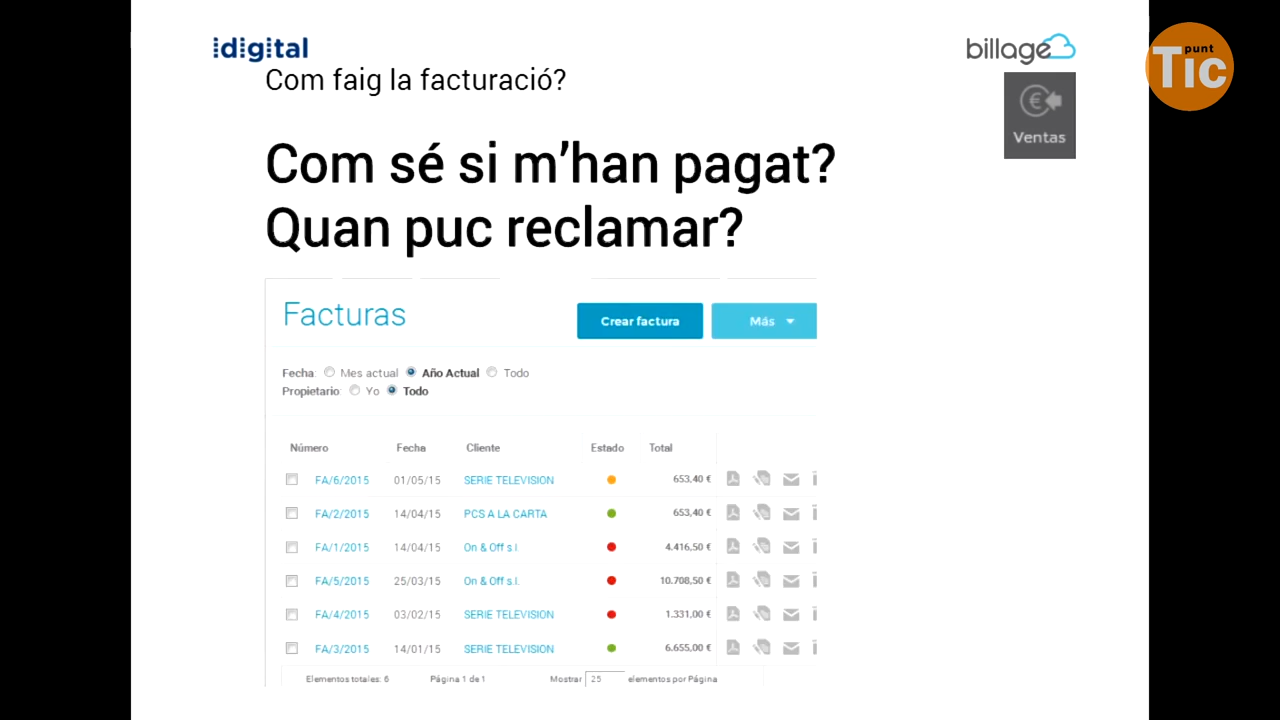 idigital
billage
punt
Tic
Com faig la facturació?
Ventas
Com sé si m’han pagat?
Quan puc reclamar?
Facturas
Crear factura
Más
Fecha: Mes actual Año Actual Todo
Propietario: Yo Todo
Número Fecha Cliente Estado Total
FA/6/2015 01/05/15 SERIE TELEVISION 653,40 €
FA/2/2015 14/04/15 PCS A LA CARTA 653,40 €
FA/1/2015 14/04/15 On & Off s.l. 4.416,50 €
FA/5/2015 25/03/15 On & Off s.l. 10.708,50 €
FA/4/2015 03/02/15 SERIE TELEVISION 1.331,00 €
FA/3/2015 14/01/15 SERIE TELEVISION 6.655,00 €
Elementos totales: 6 Página 1 de 1 Mostrar 25 elementos por Página